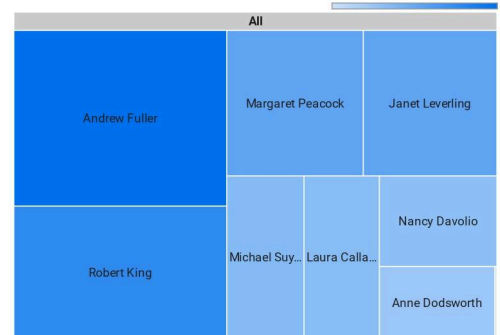 All
Andrew Fuller
Margaret Peacock
Janet Leverling
Robert King
Michael Suy...
Laura Calla...
Nancy Davolio
Anne Dodsworth